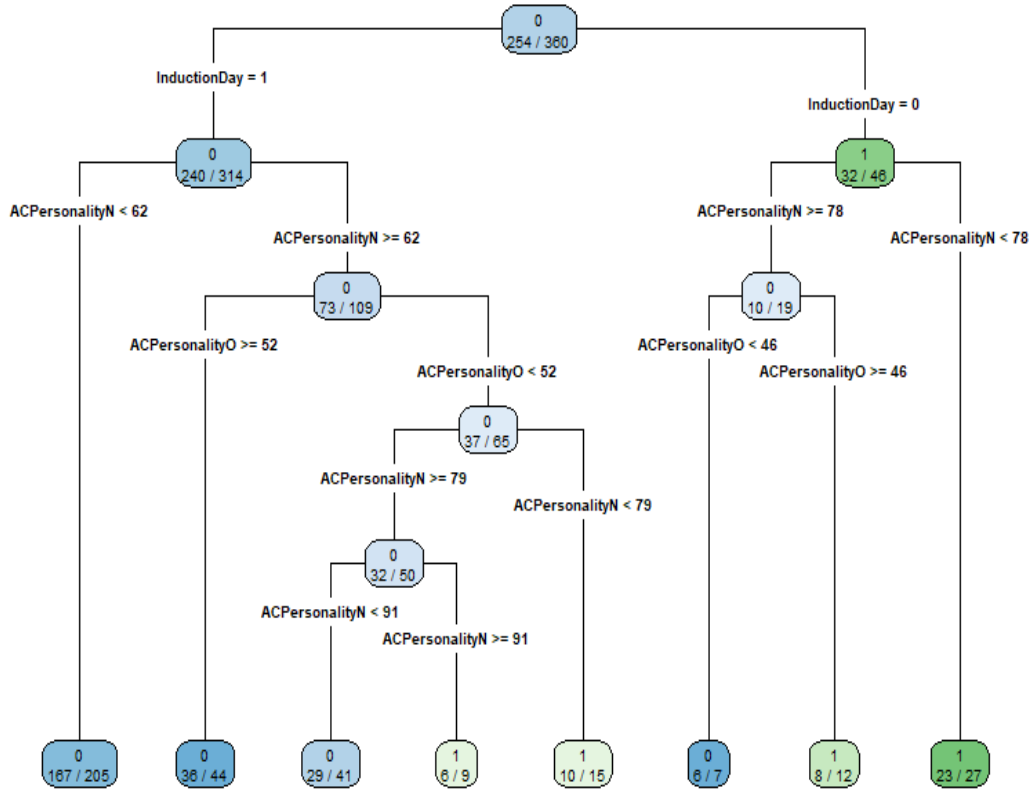 0
254 / 360
InductionDay = 1
InductionDay = 0
0
240 / 314
1
32 / 46
ACPersonalityN < 62
ACPersonalityN >= 62
ACPersonalityN >= 78
ACPersonalityN < 78
0
73 / 109
0
10 / 19
ACPersonalityO >= 52
ACPersonalityO < 52
ACPersonalityO < 46
ACPersonalityO >= 46
0
37 / 65
ACPersonalityN >= 79
ACPersonalityN < 79
0
32 / 50
ACPersonalityN < 91
ACPersonalityN >= 91
0
167 / 205
0
36 / 44
0
29 / 41
1
6 / 9
1
10 / 15
0
6 / 7
1
8 / 12
1
23 / 27